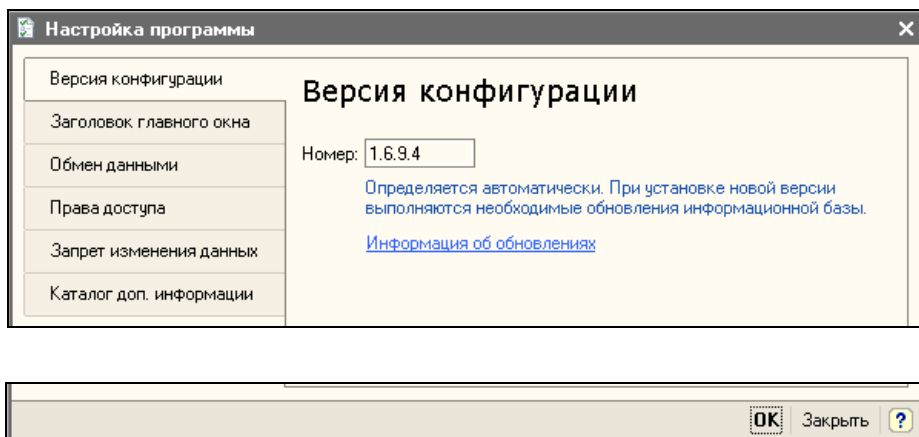 Настройка программы
Версия конфигурации
Заголовок главного окна
Обмен данными
Права доступа
Запрет изменения данных
Каталог доп. информации
Версия конфигурации
Номер: 1.6.9.4
Определяется автоматически. При установке новой версии
выполняются необходимые обновления информационной базы.
Информация об обновлениях
OK Закрыть ?